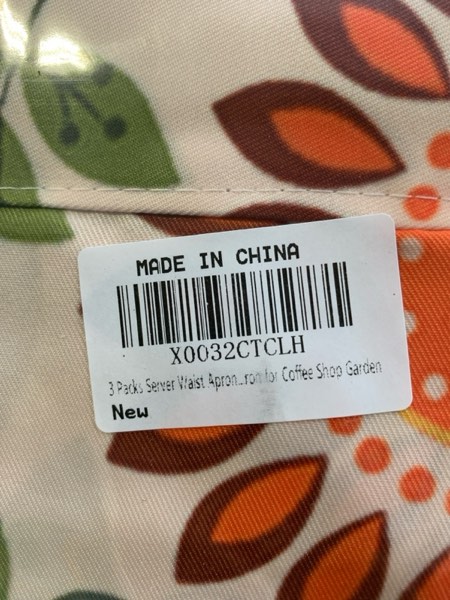 MADE IN CHINA
X0032CTCLH
3 Packs Server Waist Apron...ron for Coffee Shop Garden
New